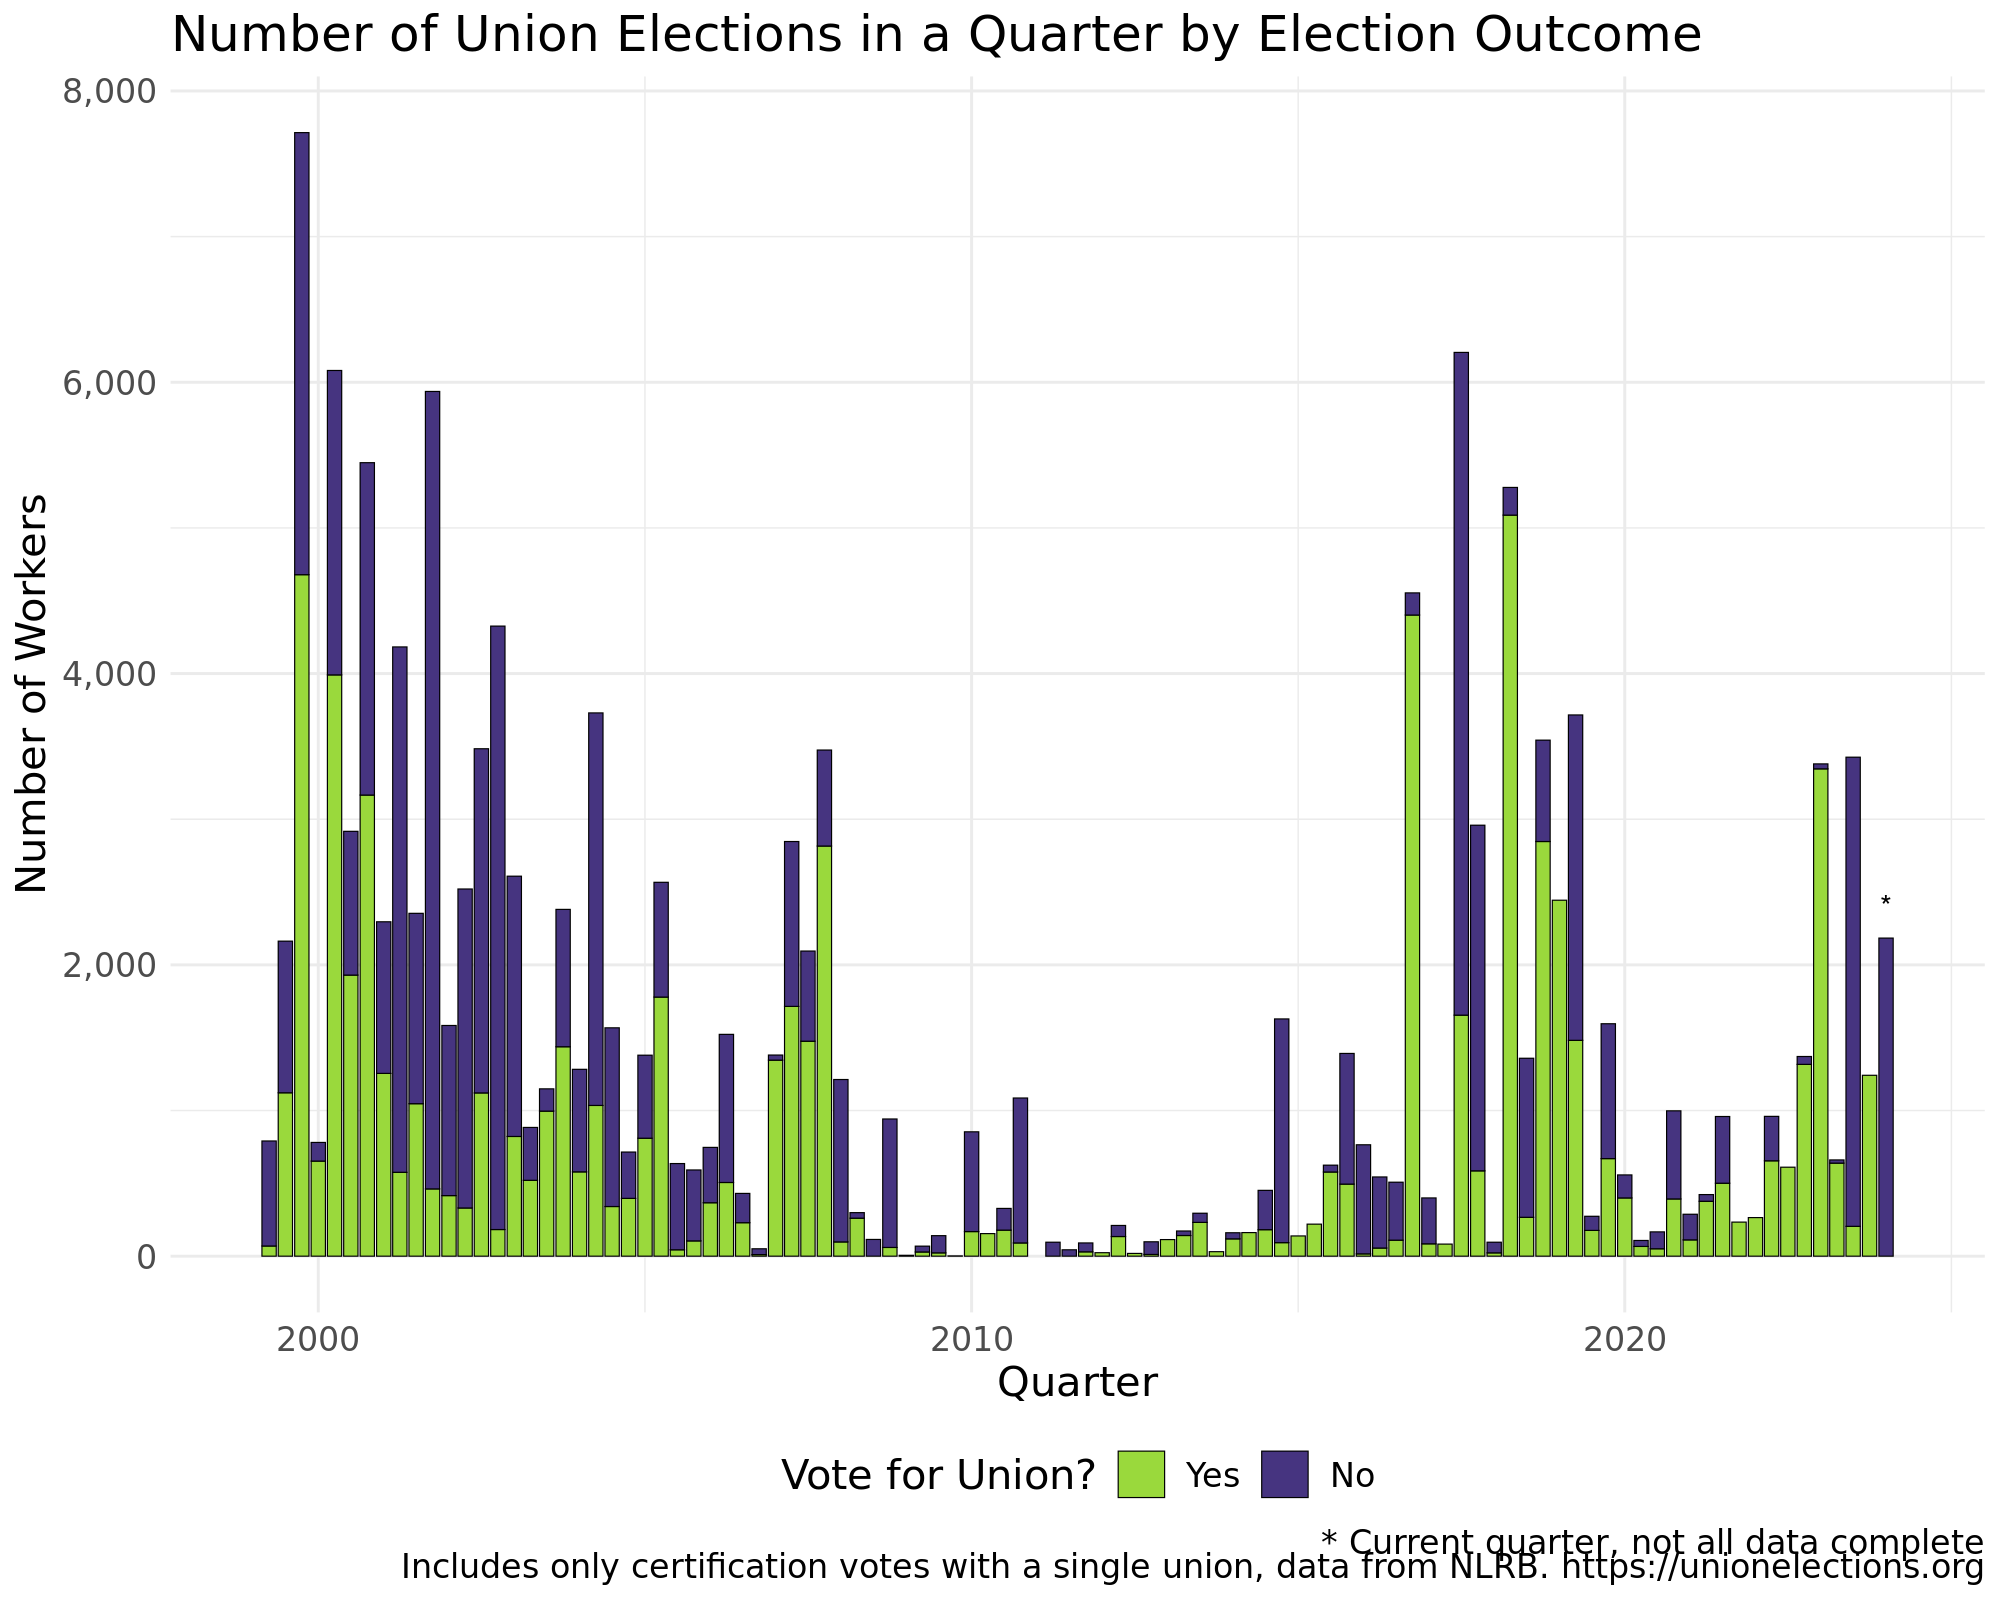 Number of Union Elections in a Quarter by Election Outcome
8,000
6,000
4,000
2,000
0
Number of Workers
*
2000
2010
2020
Quarter
Vote for Union?
Yes
No
* Current quarter, not all data complete
Includes only certification votes with a single union, data from NLRB. https://unionelections.org